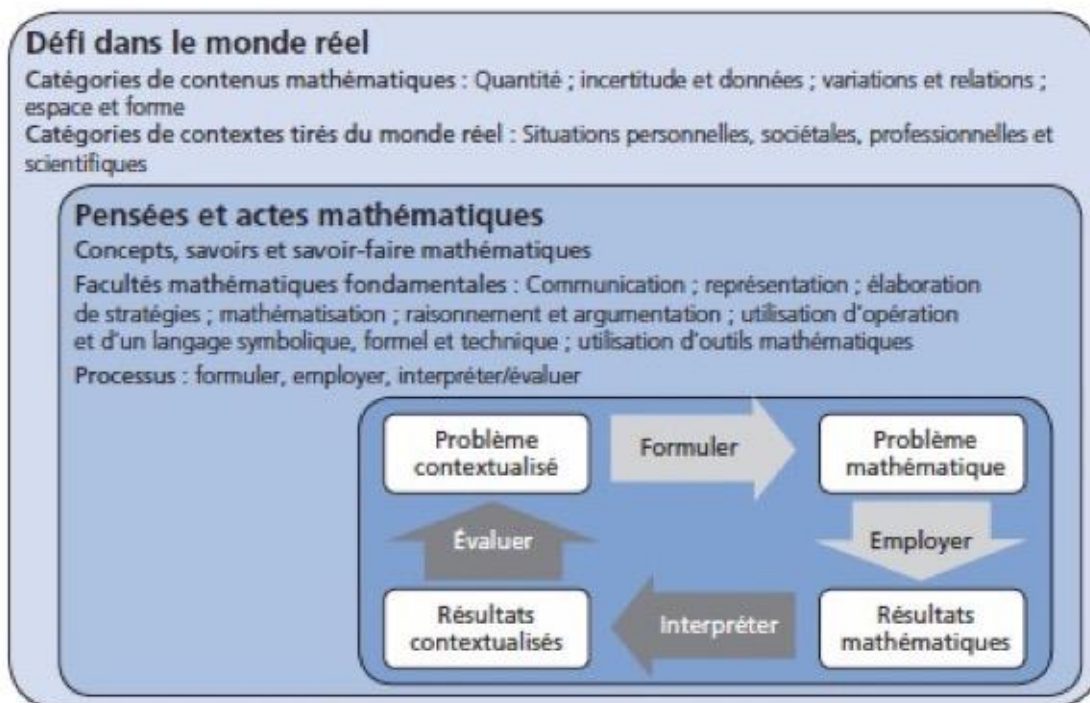 Défi dans le monde réel
Catégories de contenus mathématiques : Quantité ; incertitude et données ; variations et relations ;
espace et forme
Catégories de contextes tirés du monde réel : Situations personnelles, sociétales, professionnelles et
scientifiques
Pensées et actes mathématiques
Concepts, savoirs et savoir-faire mathématiques
Facultés mathématiques fondamentales : Communication ; représentation ; élaboration
de stratégies ; mathématisation ; raisonnement et argumentation ; utilisation d'opération
et d'un langage symbolique, formel et technique ; utilisation d'outils mathématiques
Processus : formuler, employer, interpréter/évaluer
Problème
contextualisé
Formuler
Problème
mathématique
Évaluer
Employer
Résultats
contextualisés
Interpréter
Résultats
mathématiques